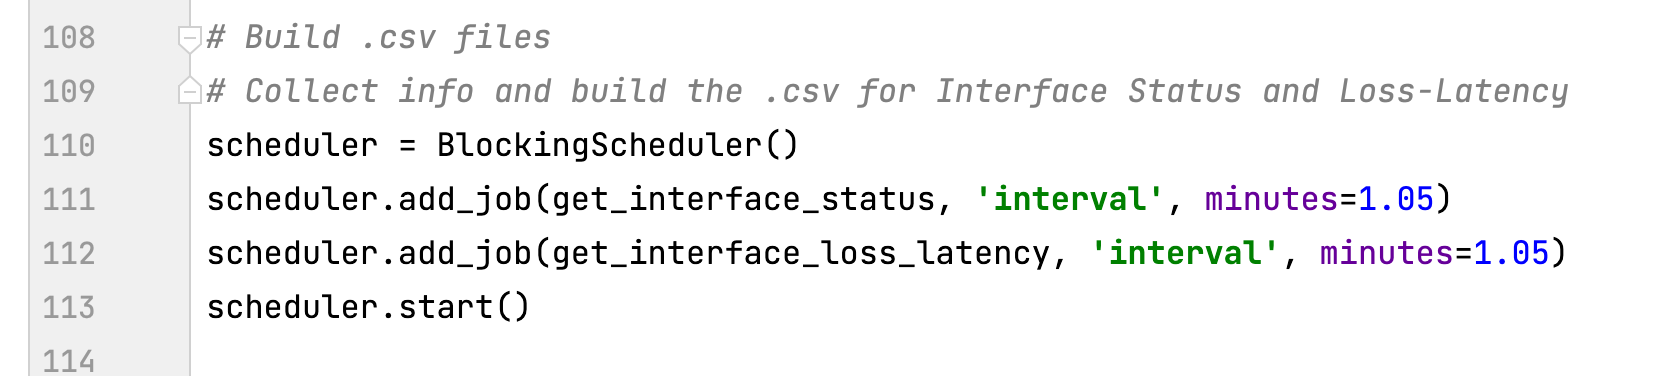 108 # Build .csv files
109 # Collect info and build the .csv for Interface Status and Loss-Latency
110 scheduler = BlockingScheduler()
111 scheduler.add_job(get_interface_status, 'interval', minutes=1.05)
112 scheduler.add_job(get_interface_loss_latency, 'interval', minutes=1.05)
113 scheduler.start()
114